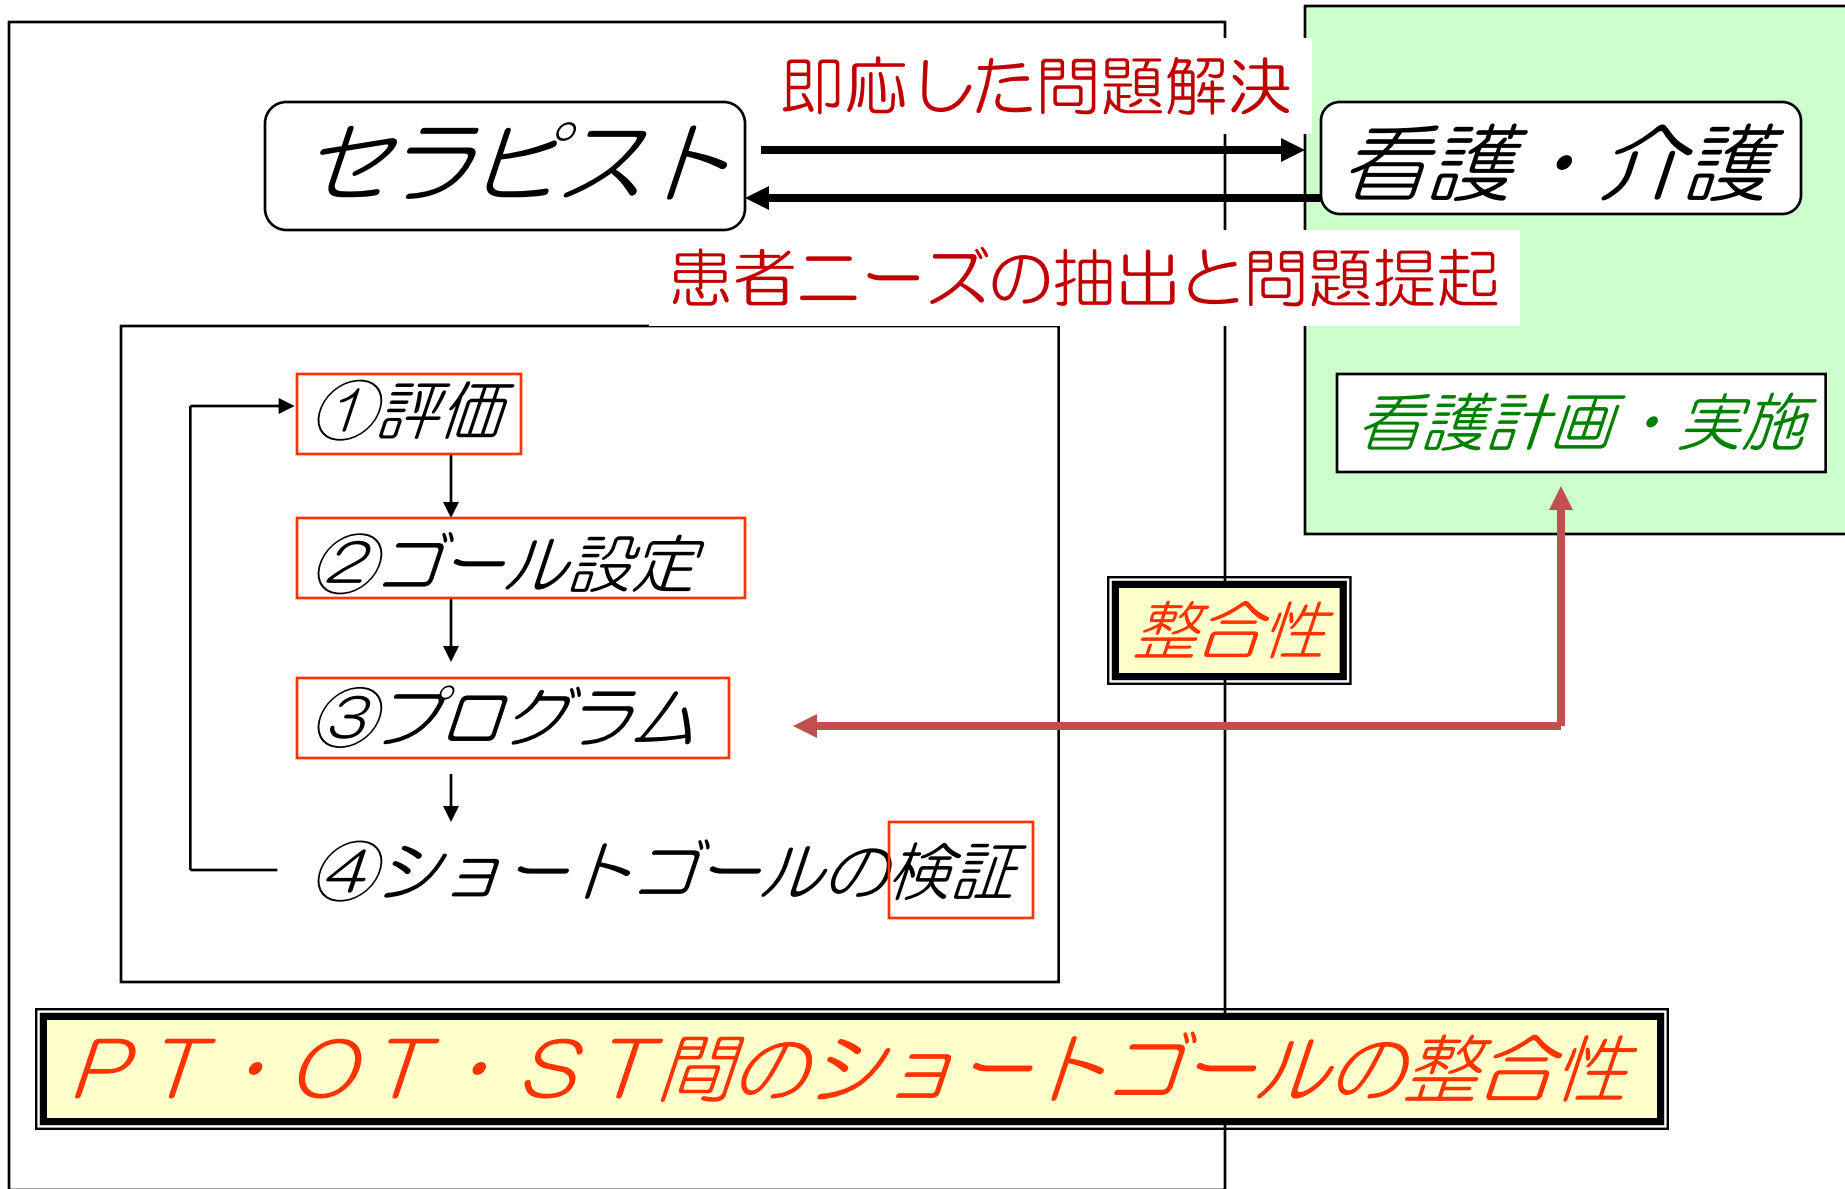 即応した問題解決
セラピスト
看護・介護
患者ニーズの抽出と問題提起
①評価
看護計画・実施
②ゴール設定
整合性
③プログラム
④ショートゴールの検証
ＰＴ・ＯＴ・ＳＴ間のショートゴールの整合性